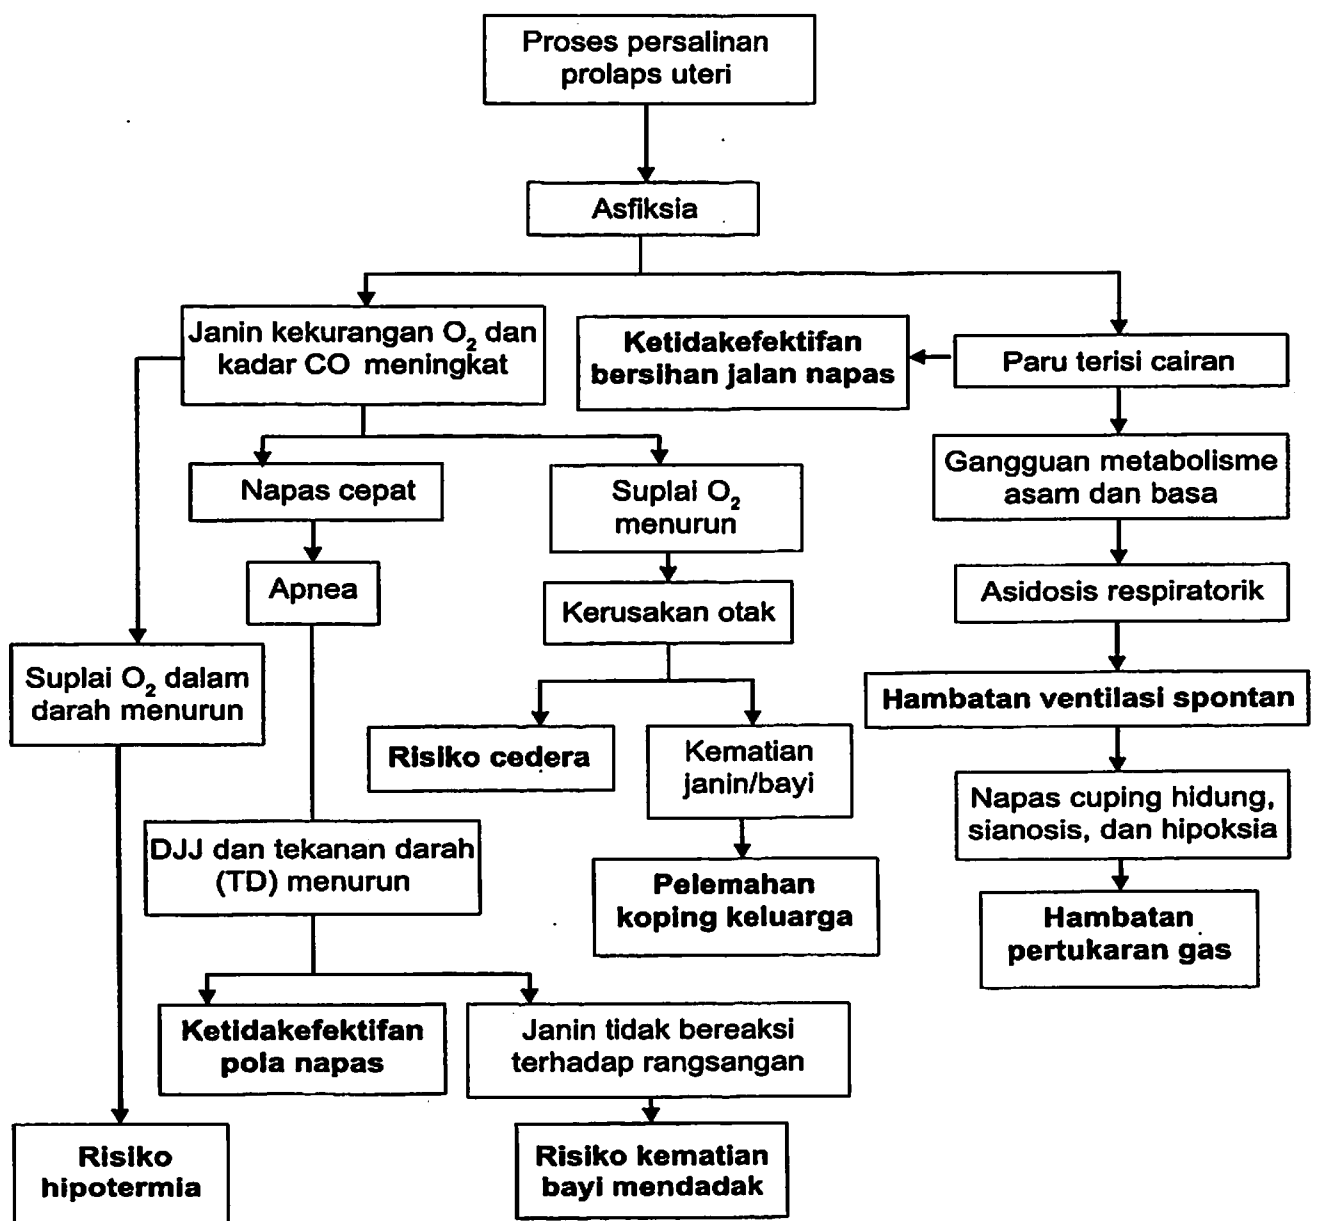 Proses persalinan
prolaps uteri
Asfiksia
Janin kekurangan O₂ dan
kadar CO meningkat
Ketidakefektifan
bersihan jalan napas
Paru terisi cairan
Napas cepat
Suplai O₂
menurun
Gangguan metabolisme
asam dan basa
Apnea
Kerusakan otak
Asidosis respiratorik
Suplai O₂ dalam
darah menurun
Risiko cedera
Kematian
janin/bayi
Hambatan ventilasi spontan
Napas cuping hidung,
sianosis, dan hipoksia
DJJ dan tekanan darah
(TD) menurun
Pelemahan
koping keluarga
Hambatan
pertukaran gas
Ketidakefektifan
pola napas
Janin tidak bereaksi
terhadap rangsangan
Risiko
hipotermia
Risiko kematian
bayi mendadak